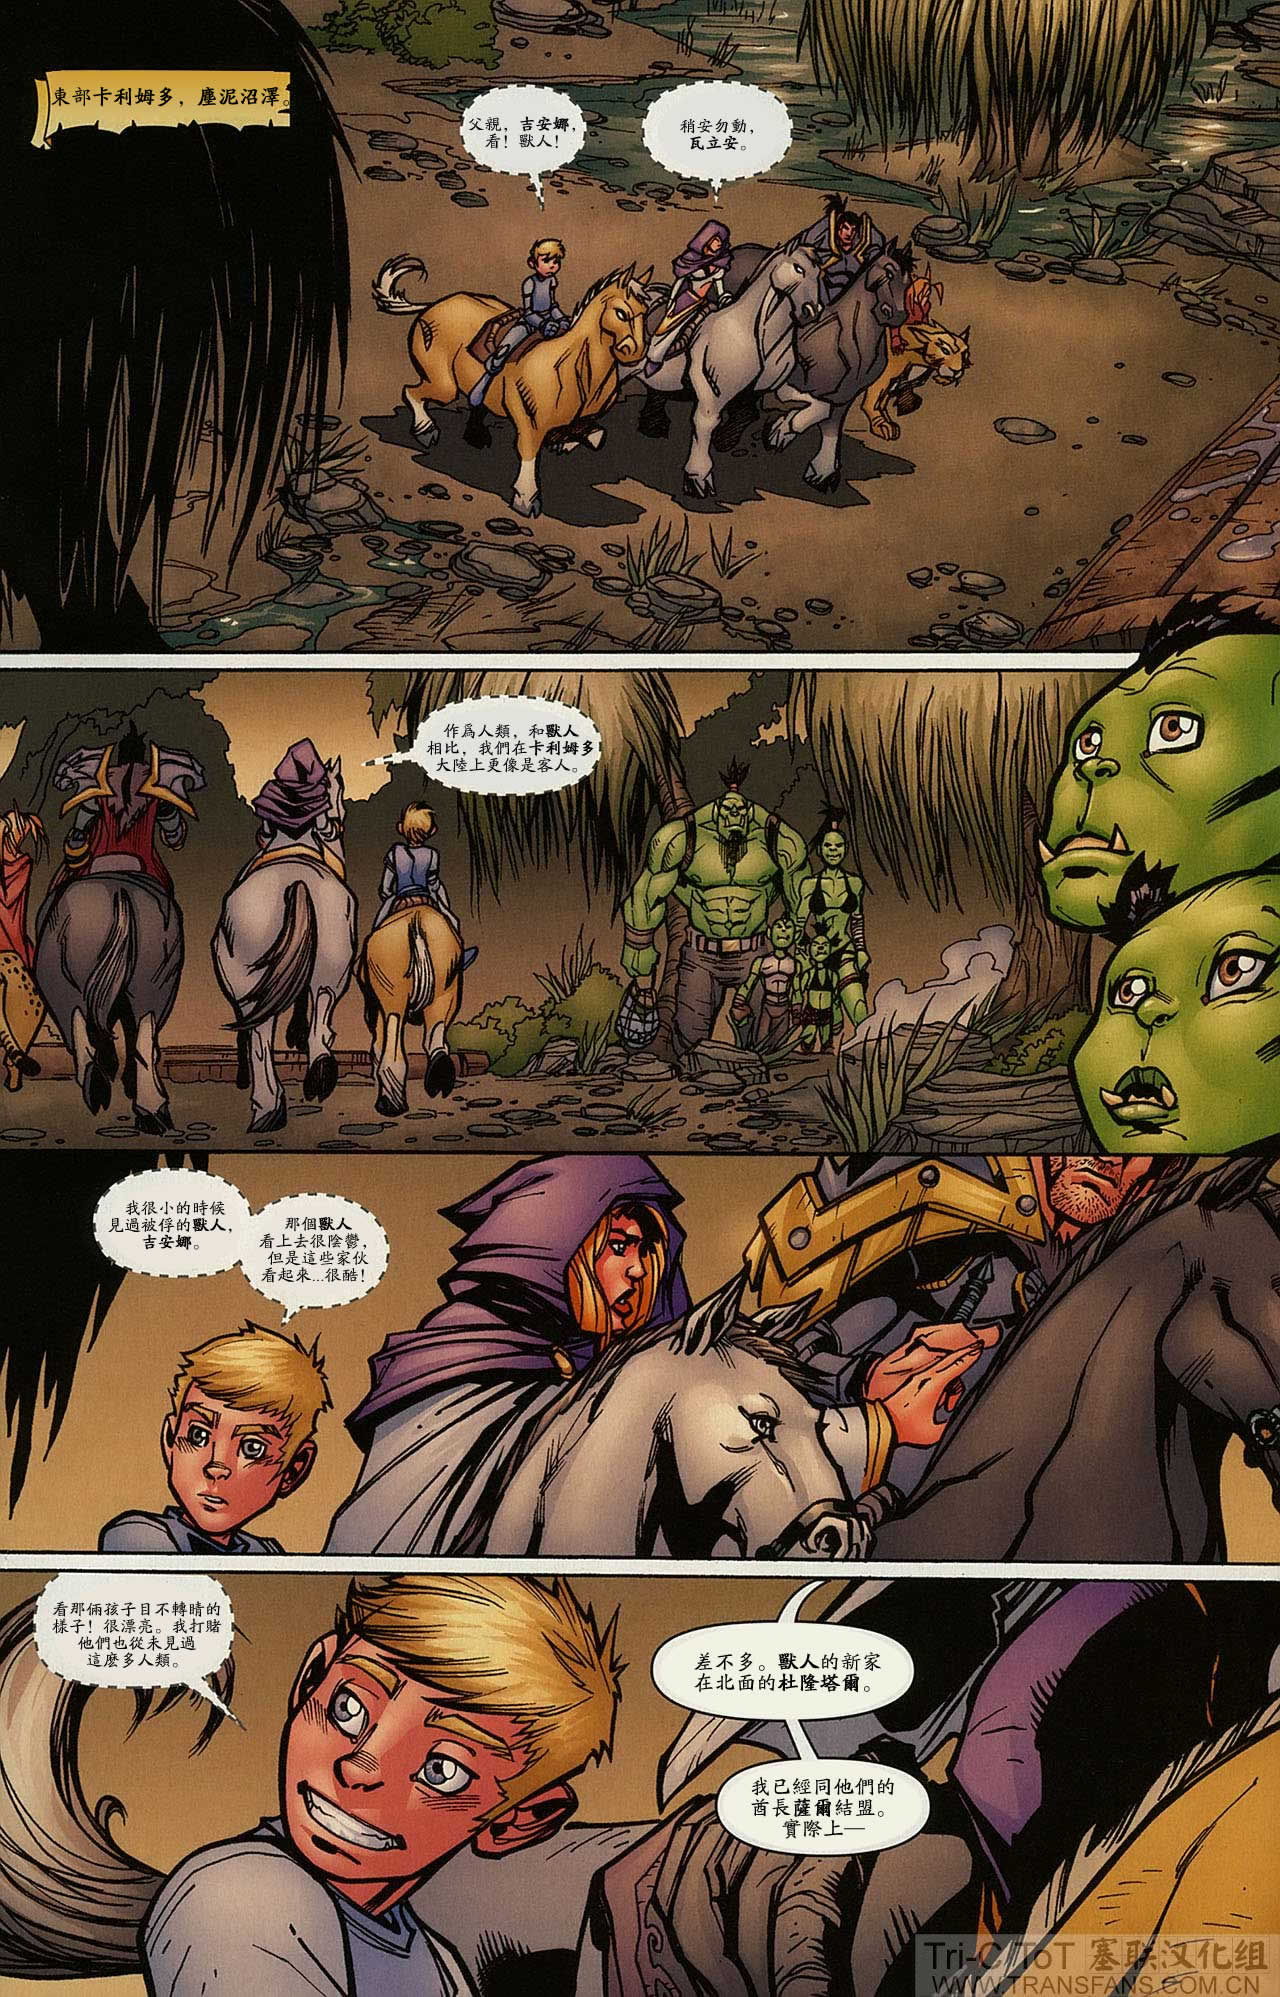 東部卡利姆多，塵泥沼澤。
父親，吉安娜，
看！獸人！
稍安勿動，
瓦立安。
作爲人類，和獸人
相比，我們在卡利姆多
大陸上更像是客人。
我很小的時候
見過被俘的獸人，
吉安娜。
那個獸人
看上去很陰鬱，
但是這些家伙
看起來...很酷！
看那倆孩子目不轉睛的
樣子！很漂亮。我打賭
他們也從未見過
這麽多人類。
差不多。獸人的新家
在北面的杜隆塔爾。
我已經同他們的
酋長薩爾結盟。
實際上—
Tri-C/ToT 塞联汉化组
WWW.TRANSFANS.COM.CN